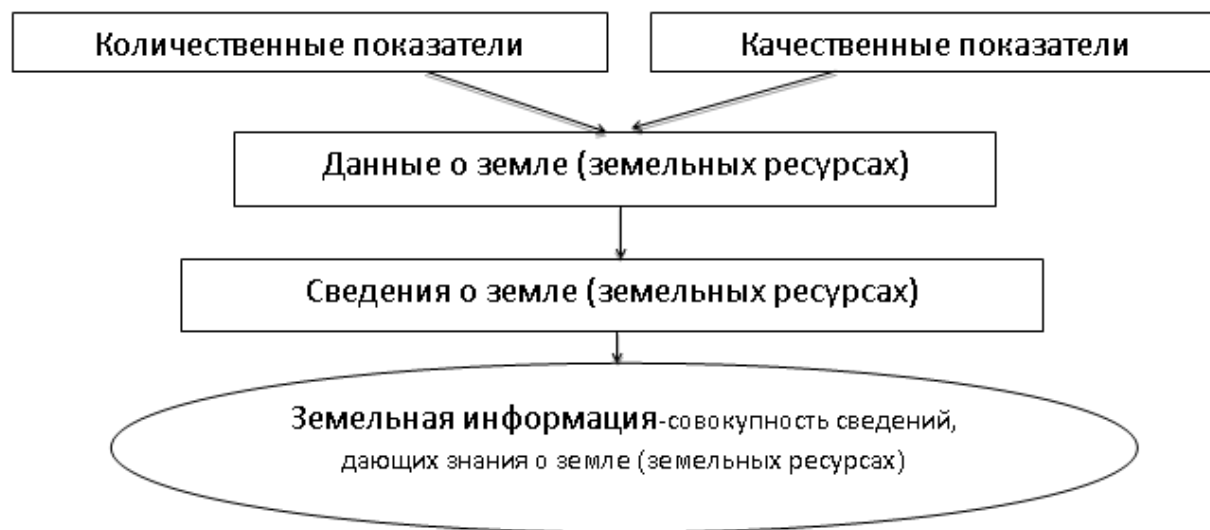 Количественные показатели
Качественные показатели
Данные о земле (земельных ресурсах)
Сведения о земле (земельных ресурсах)
Земельная информация-совокупность сведений,
дающих знания о земле (земельных ресурсах)